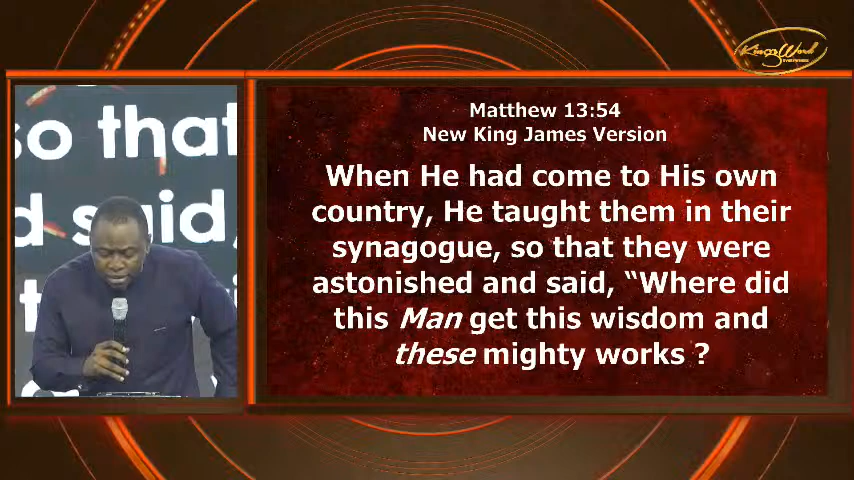 KingsWord
EVERYWHERE
Matthew 13:54
New King James Version
When He had come to His own
country, He taught them in their
synagogue, so that they were
astonished and said, “Where did
this Man get this wisdom and
these mighty works ?
so that
d said,